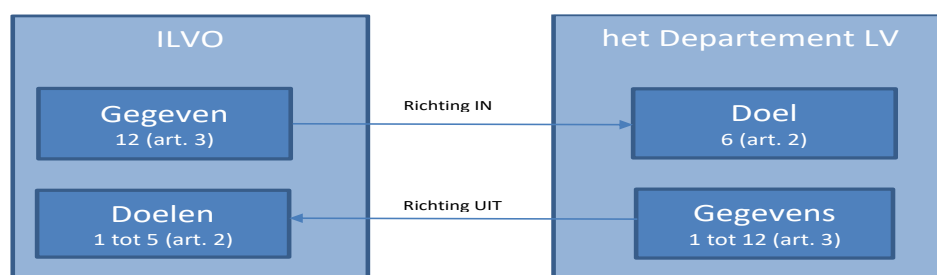 ILVO
het Departement LV
Gegeven
12 (art. 3)
Richting IN
Doel
6 (art. 2)
Doelen
1 tot 5 (art. 2)
Richting UIT
Gegevens
1 tot 12 (art. 3)